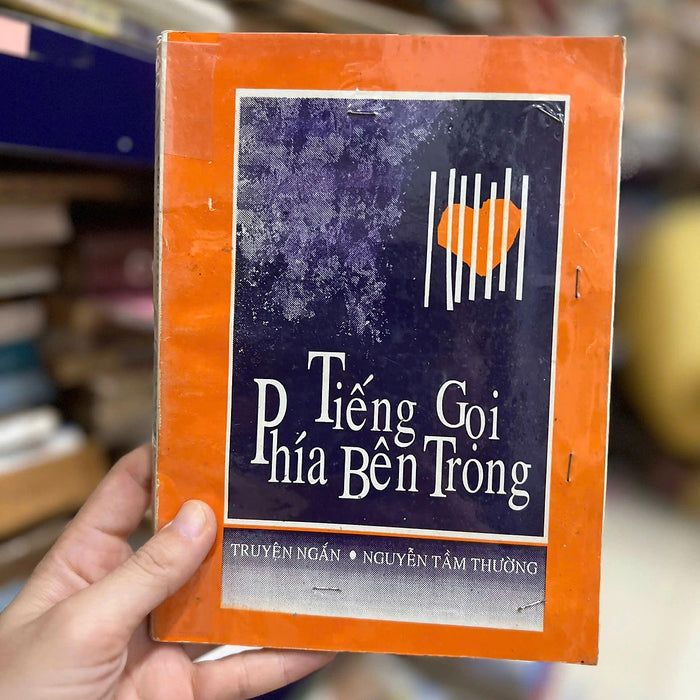 Tiếng Gọi
Phía Bên Trong
TRUYỆN NGẮN • NGUYỄN TẦM THƯỜNG